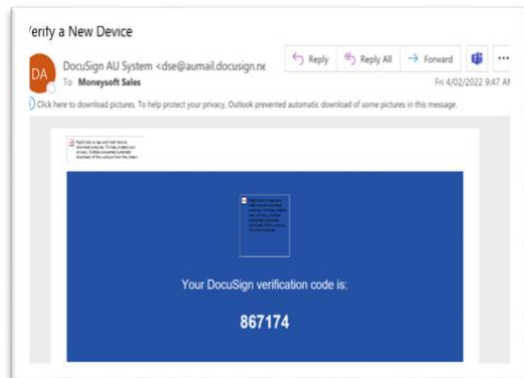 Verify a New Device
DA
DocuSign AU System <dse@aumail.docusign.ne
Reply
Reply All
Forward
To Moneysoft Sales
Fri 4/02/2022 9:47 AM
Click here to download pictures. To help protect your privacy, Outlook prevented automatic download of some pictures in this message.
Your DocuSign verification code is:
867174